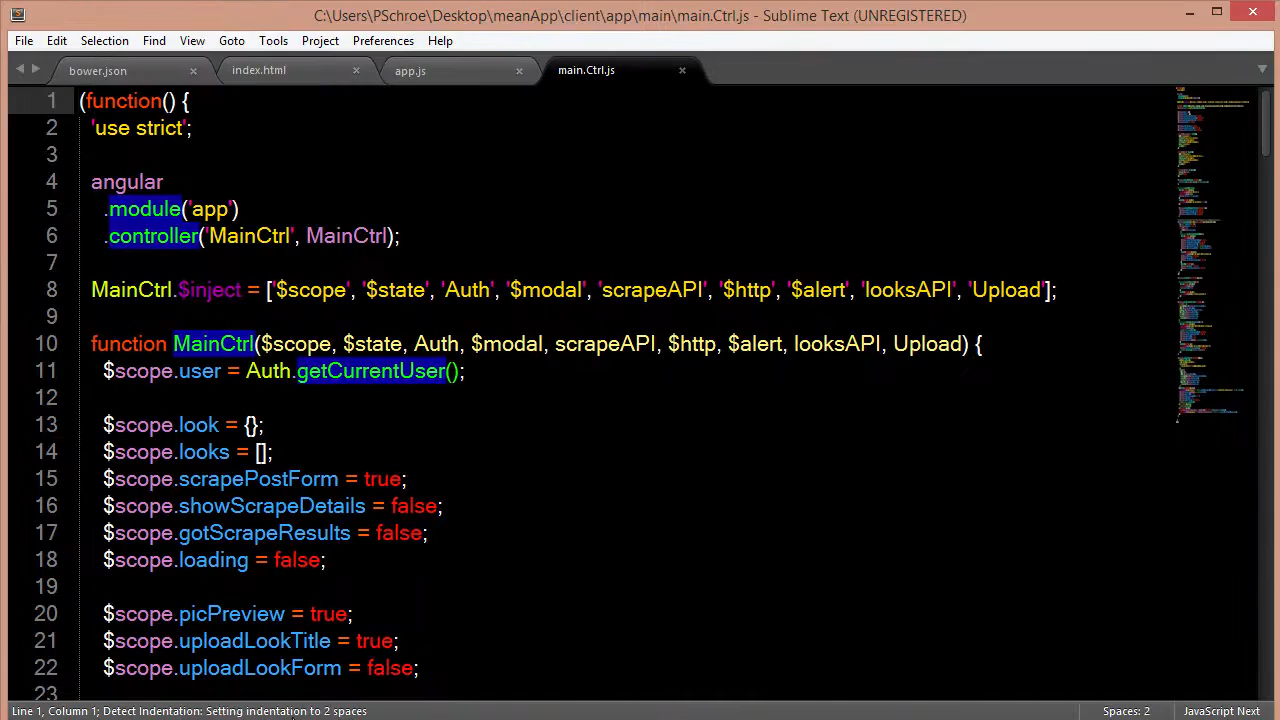 C:\Users\PSchroe\Desktop\meanApp\client\app\main\main.Ctrl.js - Sublime Text (UNREGISTERED)
File Edit Selection Find View Goto Tools Project Preferences Help
bower.json index.html app.js main.Ctrl.js
1 (function() {
2 'use strict';
3
4 angular
5 .module('app')
6 .controller('MainCtrl', MainCtrl);
7
8 MainCtrl.$inject = ['$scope', '$state', 'Auth', '$modal', 'scrapeAPI', '$http', '$alert', 'looksAPI', 'Upload'];
9
10 function MainCtrl($scope, $state, Auth, $modal, scrapeAPI, $http, $alert, looksAPI, Upload) {
11 $scope.user = Auth.getCurrentUser();
12
13 $scope.look = {};
14 $scope.looks = [];
15 $scope.scrapePostForm = true;
16 $scope.showScrapeDetails = false;
17 $scope.gotScrapeResults = false;
18 $scope.loading = false;
19
20 $scope.picPreview = true;
21 $scope.uploadLookTitle = true;
22 $scope.uploadLookForm = false;
23
Line 1, Column 1; Detect Indentation: Setting indentation to 2 spaces Spaces: 2 JavaScript Next